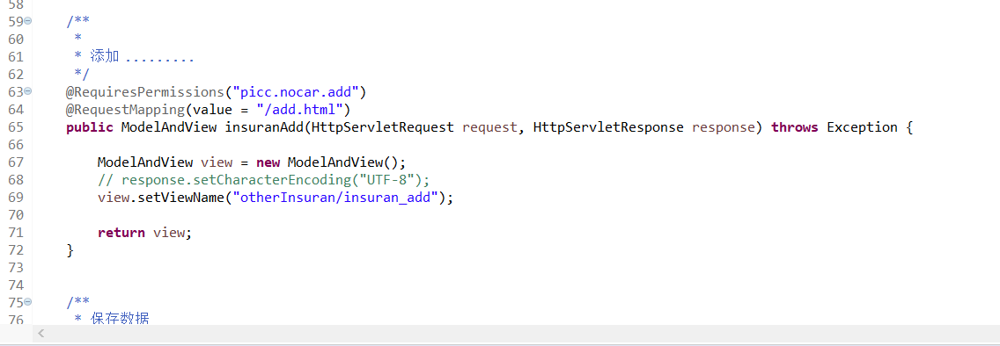 58
59 /**
60 *
61 * 添加 .........
62 */
63 @RequiresPermissions("picc.nocar.add")
64 @RequestMapping(value = "/add.html")
65 public ModelAndView insuranAdd(HttpServletRequest request, HttpServletResponse response) throws Exception {
66
67 ModelAndView view = new ModelAndView();
68 // response.setCharacterEncoding("UTF-8");
69 view.setViewName("otherInsuran/insuran_add");
70
71 return view;
72 }
73
74
75 /**
76 * 保存数据